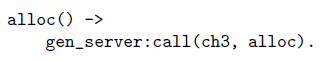 alloc() ->
    gen_server:call(ch3, alloc).